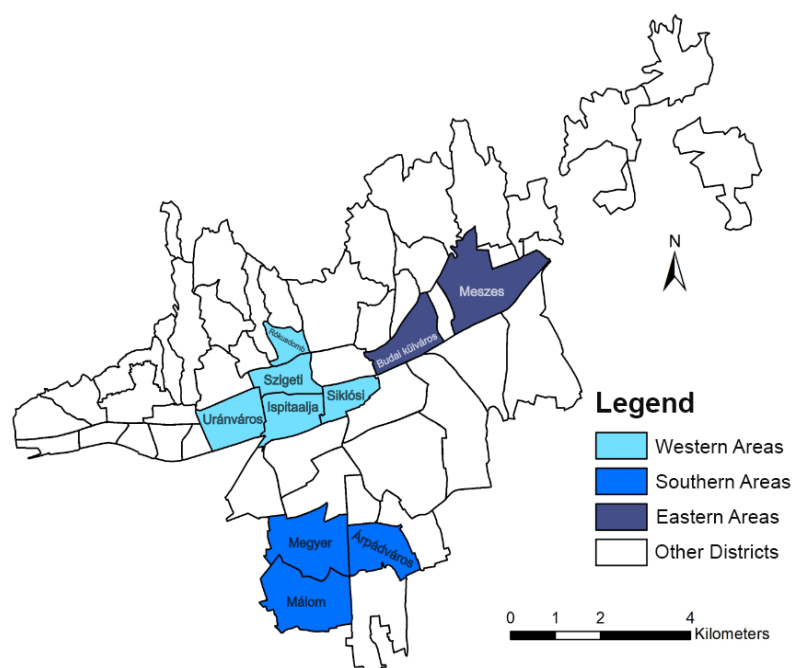 N
Meszes
Rókusdomb
Budai külváros
Szigeti
Siklósi
Uránváros
Ispitaalja
Legend
Western Areas
Southern Areas
Eastern Areas
Other Districts
Megyer
Árpádváros
Málom
0 1 2 4
Kilometers